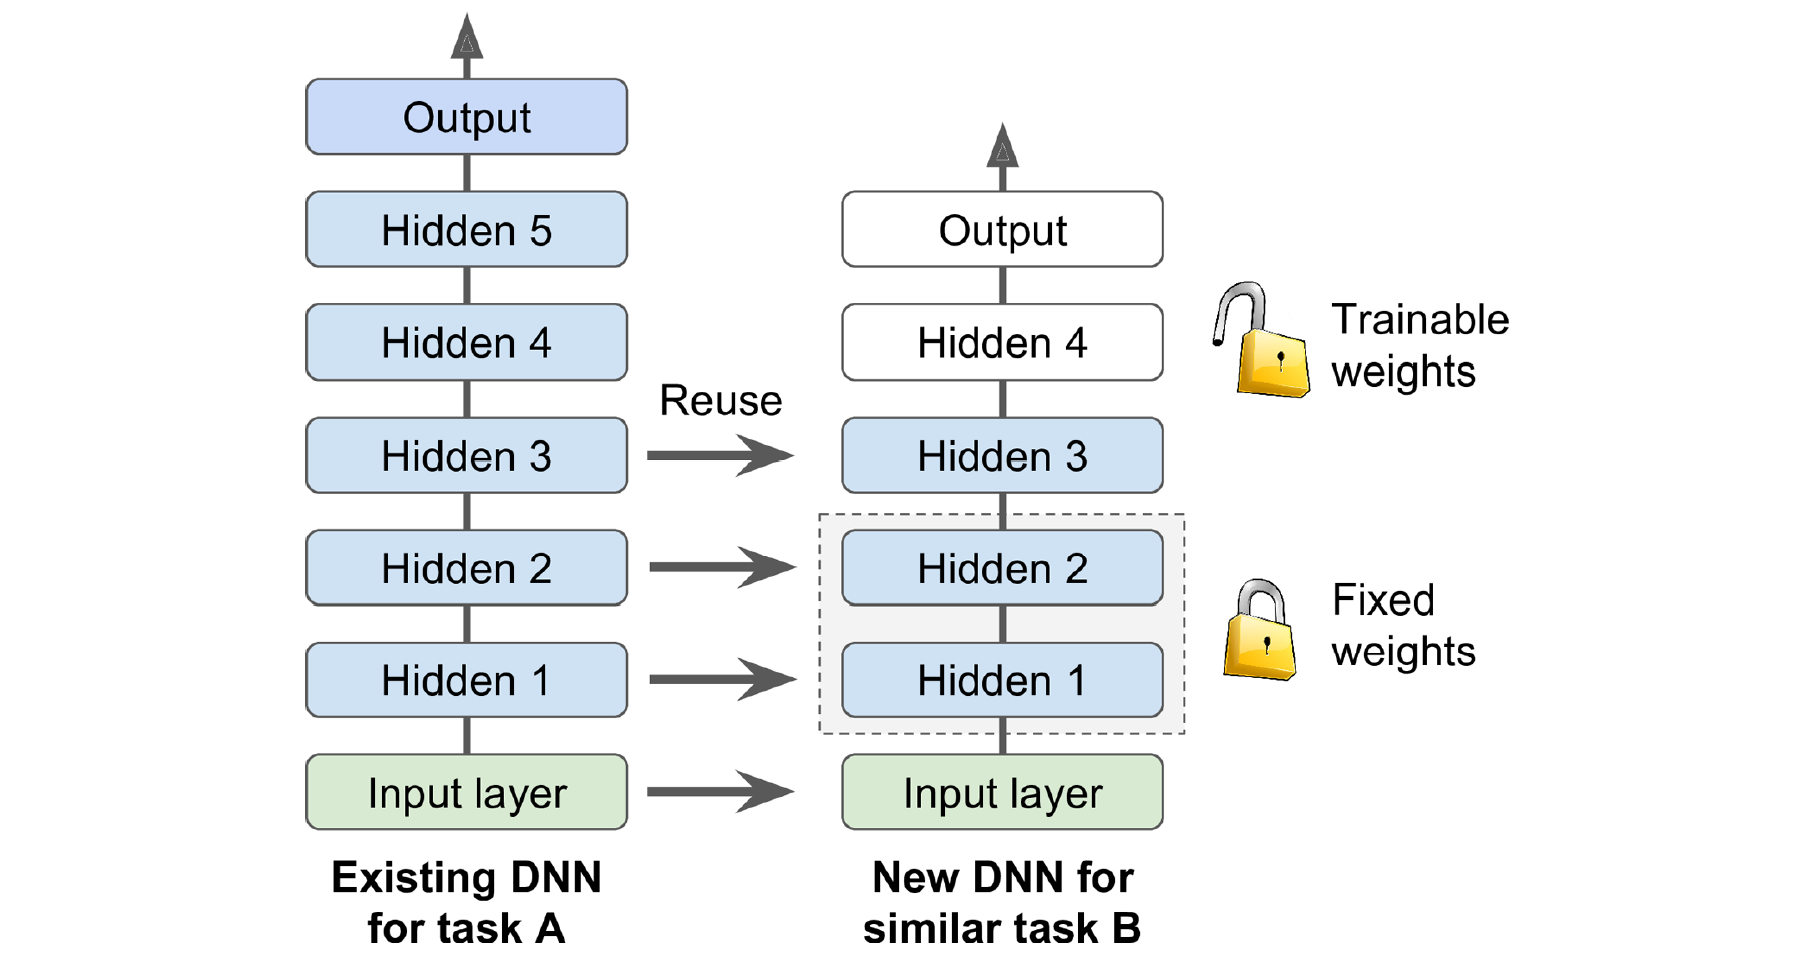 Output
Hidden 5
Hidden 4
Hidden 3
Hidden 2
Hidden 1
Input layer
Existing DNN
for task A
Reuse
Output
Hidden 4
Hidden 3
Hidden 2
Hidden 1
Input layer
New DNN for
similar task B
Trainable
weights
Fixed
weights